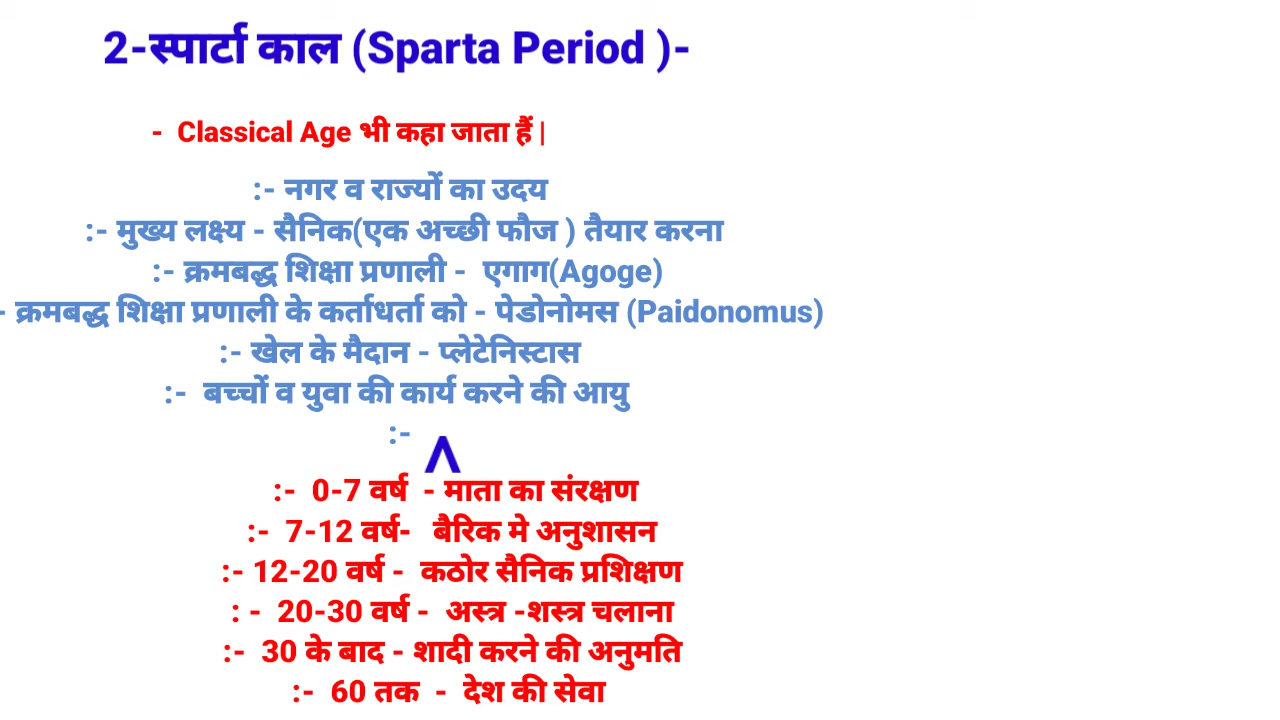 2-स्पार्टा काल (Sparta Period )-
- Classical Age भी कहा जाता हैं |
:- नगर व राज्यों का उदय
:- मुख्य लक्ष्य - सैनिक(एक अच्छी फौज ) तैयार करना
:- क्रमबद्ध शिक्षा प्रणाली - एगाग(Agoge)
- क्रमबद्ध शिक्षा प्रणाली के कर्ताधर्ता को - पेडोनोमस (Paidonomus)
:- खेल के मैदान - प्लेटेनिस्टास
:- बच्चों व युवा की कार्य करने की आयु
:-
^
:- 0-7 वर्ष - माता का संरक्षण
:- 7-12 वर्ष- बैरिक मे अनुशासन
:- 12-20 वर्ष - कठोर सैनिक प्रशिक्षण
: - 20-30 वर्ष - अस्त्र -शस्त्र चलाना
:- 30 के बाद - शादी करने की अनुमति
:- 60 तक - देश की सेवा